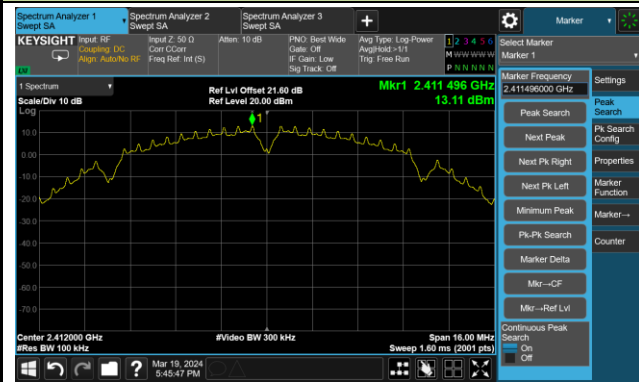 Spectrum Analyzer 1
Swept SA
Spectrum Analyzer 2
Swept SA
Spectrum Analyzer 3
Swept SA
Marker
KEYSIGHT
Input: RF
Coupling: DC
Align: Auto/No RF
Input Z: 50 Ω
Corr CCorr
Freq Ref: Int (S)
Atten: 10 dB
PNO: Best Wide
Gate: Off
IF Gain: Low
Sig Track: Off
Avg Type: Log-Power
Avg|Hold:>1/1
Trig: Free Run
1 2 3 4 5 6
M W W W W W
P N N N N N
LXI
Select Marker
Marker 1
1 Spectrum
Scale/Div 10 dB
Ref Lvl Offset 21.60 dB
Ref Level 20.00 dBm
Mkr1 2.411 496 GHz
13.11 dBm
Log
10.0
0.00
-10.0
-20.0
-30.0
-40.0
-50.0
-60.0
-70.0
1
Center 2.412000 GHz
#Res BW 100 kHz
#Video BW 300 kHz
Span 16.00 MHz
Sweep 1.60 ms (2001 pts)
Marker Frequency
2.411496000 GHz
Peak Search
Next Peak
Next Pk Right
Next Pk Left
Minimum Peak
Pk-Pk Search
Marker Delta
Mkr→CF
Mkr→Ref Lvl
Continuous Peak
Search
On
Off
Settings
Peak
Search
Pk Search
Config
Properties
Marker
Function
Marker→
Counter
Mar 19, 2024
5:45:47 PM